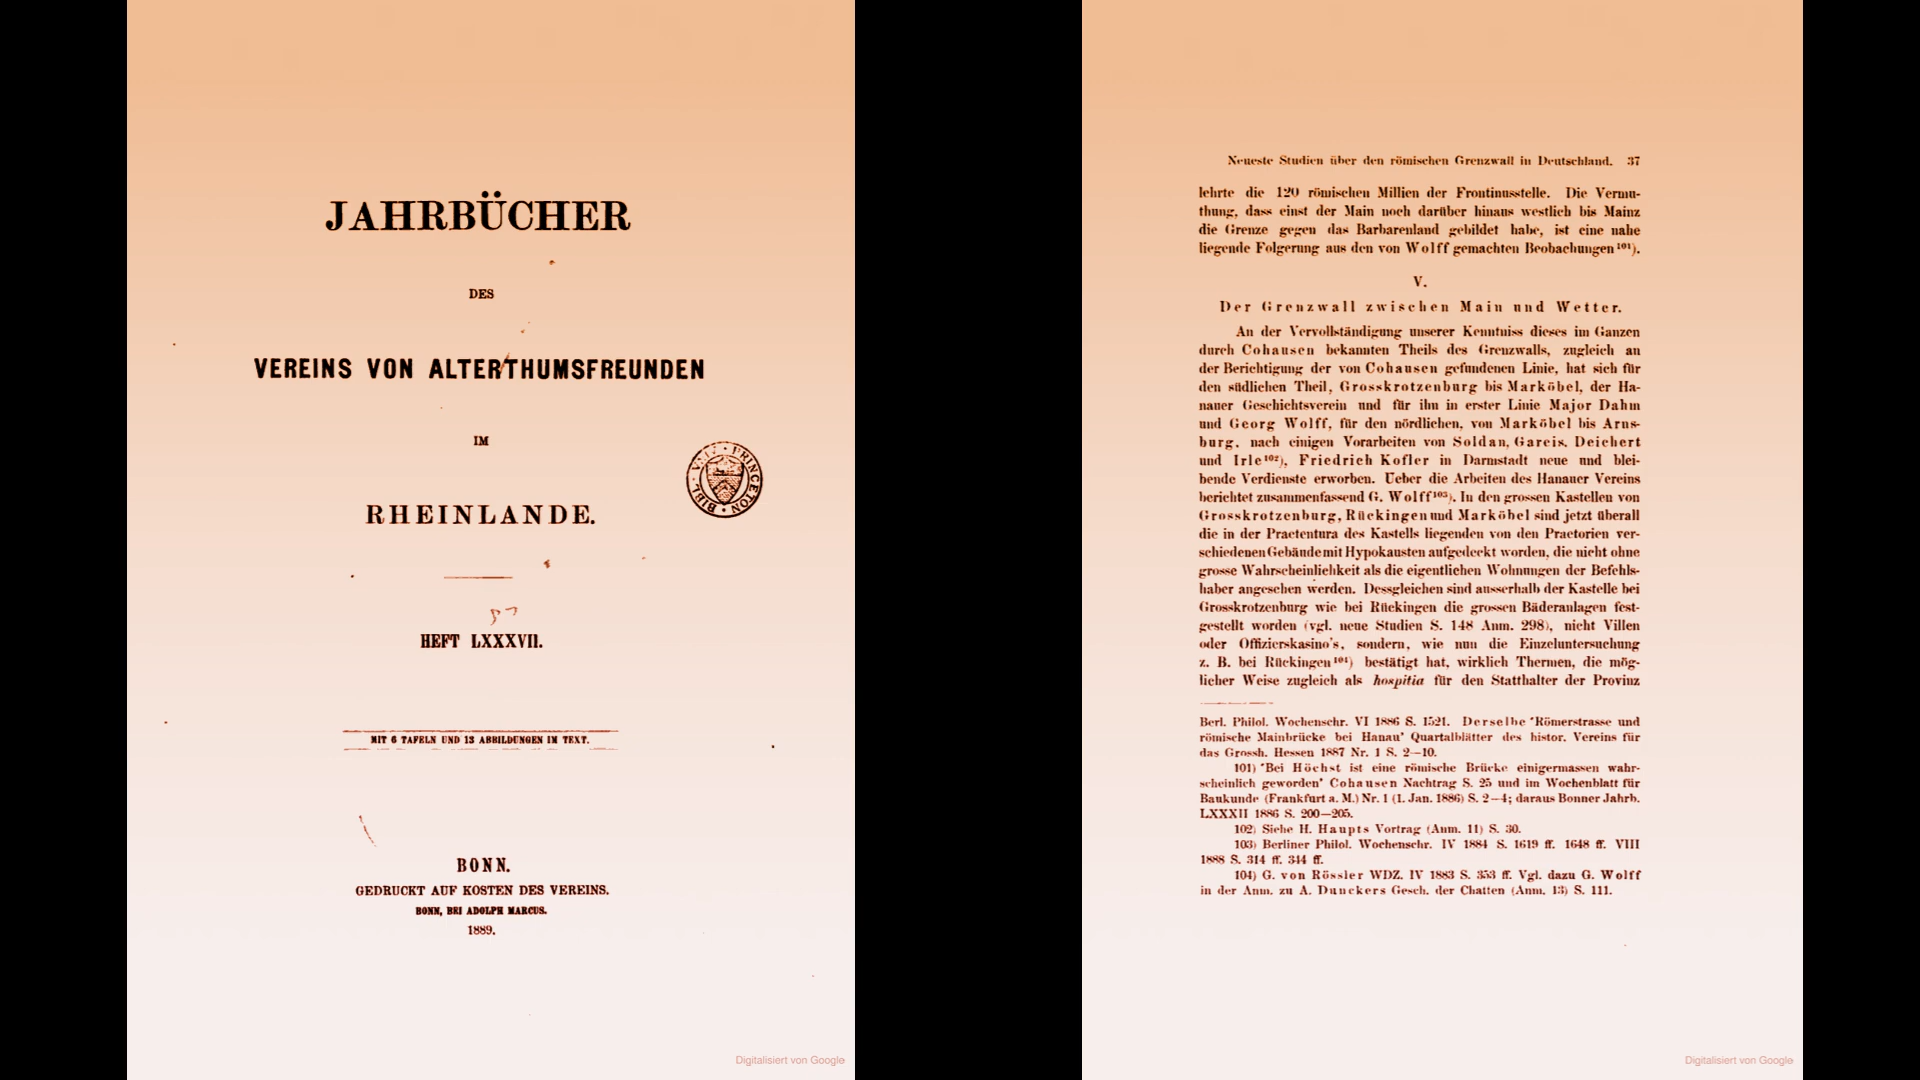 JAHRBÜCHER
DES
VEREINS VON ALTERTHUMSFREUNDEN
IM
RHEINLANDE.
BIBL. VNIV. PRINCETON
87
HEFT LXXXVII.
MIT 6 TAFELN UND 13 ABBILDUNGEN IM TEXT.
BONN.
GEDRUCKT AUF KOSTEN DES VEREINS.
BONN, BEI ADOLPH MARCUS.
1889.
Digitalisiert von Google
Neueste Studien über den römischen Grenzwall in Deutschland. 37
lehrte die 120 römischen Millien der Frontinusstelle. Die Vermu-
thung, dass einst der Main noch darüber hinaus westlich bis Mainz
die Grenze gegen das Barbarenland gebildet habe, ist eine nahe
liegende Folgerung aus den von Wolff gemachten Beobachtungen 101).
V.
Der Grenzwall zwischen Main und Wetter.
An der Vervollständigung unserer Kenntniss dieses im Ganzen
durch Cohausen bekannten Theils des Grenzwalls, zugleich an
der Berichtigung der von Cohausen gefundenen Linie, hat sich für
den südlichen Theil, Grosskrotzenburg bis Marköbel, der Ha-
nauer Geschichtsverein und für ihn in erster Linie Major Dahm
und Georg Wolff, für den nördlichen, von Marköbel bis Arns-
burg, nach einigen Vorarbeiten von Soldan, Gareis, Deichert
und Irle 102), Friedrich Kofler in Darmstadt neue und blei-
bende Verdienste erworben. Ueber die Arbeiten des Hanauer Vereins
berichtet zusammenfassend G. Wolff 103). In den grossen Kastellen von
Grosskrotzenburg, Rückingen und Marköbel sind jetzt überall
die in der Praetentura des Kastells liegenden von den Praetorien ver-
schiedenen Gebäude mit Hypokausten aufgedeckt worden, die nicht ohne
grosse Wahrscheinlichkeit als die eigentlichen Wohnungen der Befehls-
haber angesehen werden. Dessgleichen sind ausserhalb der Kastelle bei
Grosskrotzenburg wie bei Rückingen die grossen Bäderanlagen fest-
gestellt worden (vgl. neue Studien S. 148 Anm. 298), nicht Villen
oder Offizierskasino's, sondern, wie nun die Einzeluntersuchung
z. B. bei Rückingen 104) bestätigt hat, wirklich Thermen, die mög-
licher Weise zugleich als hospitia für den Statthalter der Provinz
Berl. Philol. Wochenschr. VI 1886 S. 1521. Derselbe 'Römerstrasse und
römische Mainbrücke bei Hanau' Quartalblätter des histor. Vereins für
das Grossh. Hessen 1887 Nr. 1 S. 2—10.
101) 'Bei Höchst ist eine römische Brücke einigermassen wahr-
scheinlich geworden' Cohausen Nachtrag S. 25 und im Wochenblatt für
Baukunde (Frankfurt a. M.) Nr. 1 (1. Jan. 1886) S. 2—4; daraus Bonner Jahrb.
LXXXII 1886 S. 200—205.
102) Siehe H. Haupts Vortrag (Anm. 11) S. 30.
103) Berliner Philol. Wochenschr. IV 1884 S. 1619 ff. 1648 ff. VIII
1888 S. 314 ff. 344 ff.
104) G. von Rössler WDZ. IV 1883 S. 353 ff. Vgl. dazu G. Wolff
in der Anm. zu A. Dunckers Gesch. der Chatten (Anm. 13) S. 111.
Digitalisiert von Google